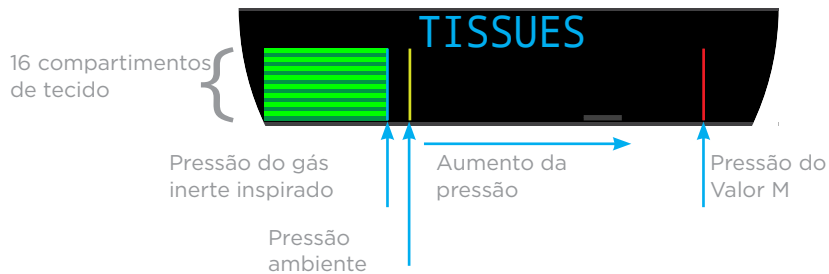 TISSUES
16 compartimentos
de tecido
Pressão do gás
inerte inspirado
Aumento da
pressão
Pressão do
Valor M
Pressão
ambiente